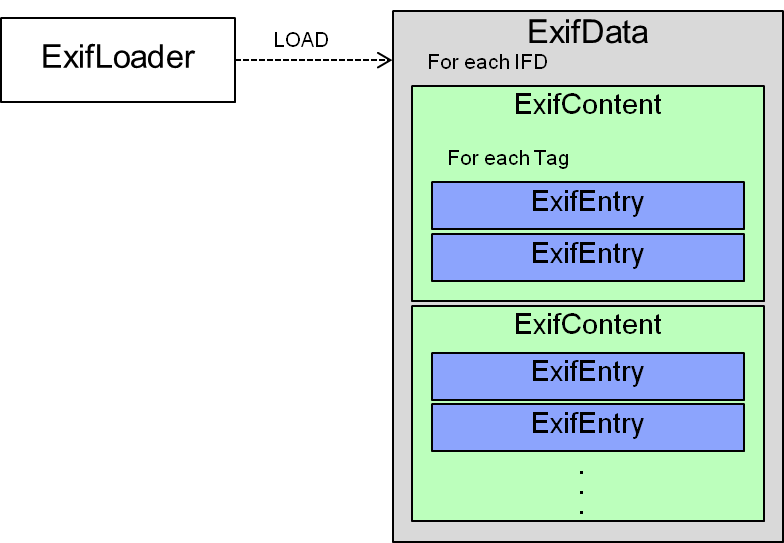 ExifLoader
LOAD
ExifData
For each IFD
ExifContent
For each Tag
ExifEntry
ExifEntry
ExifContent
ExifEntry
ExifEntry
.
.
.